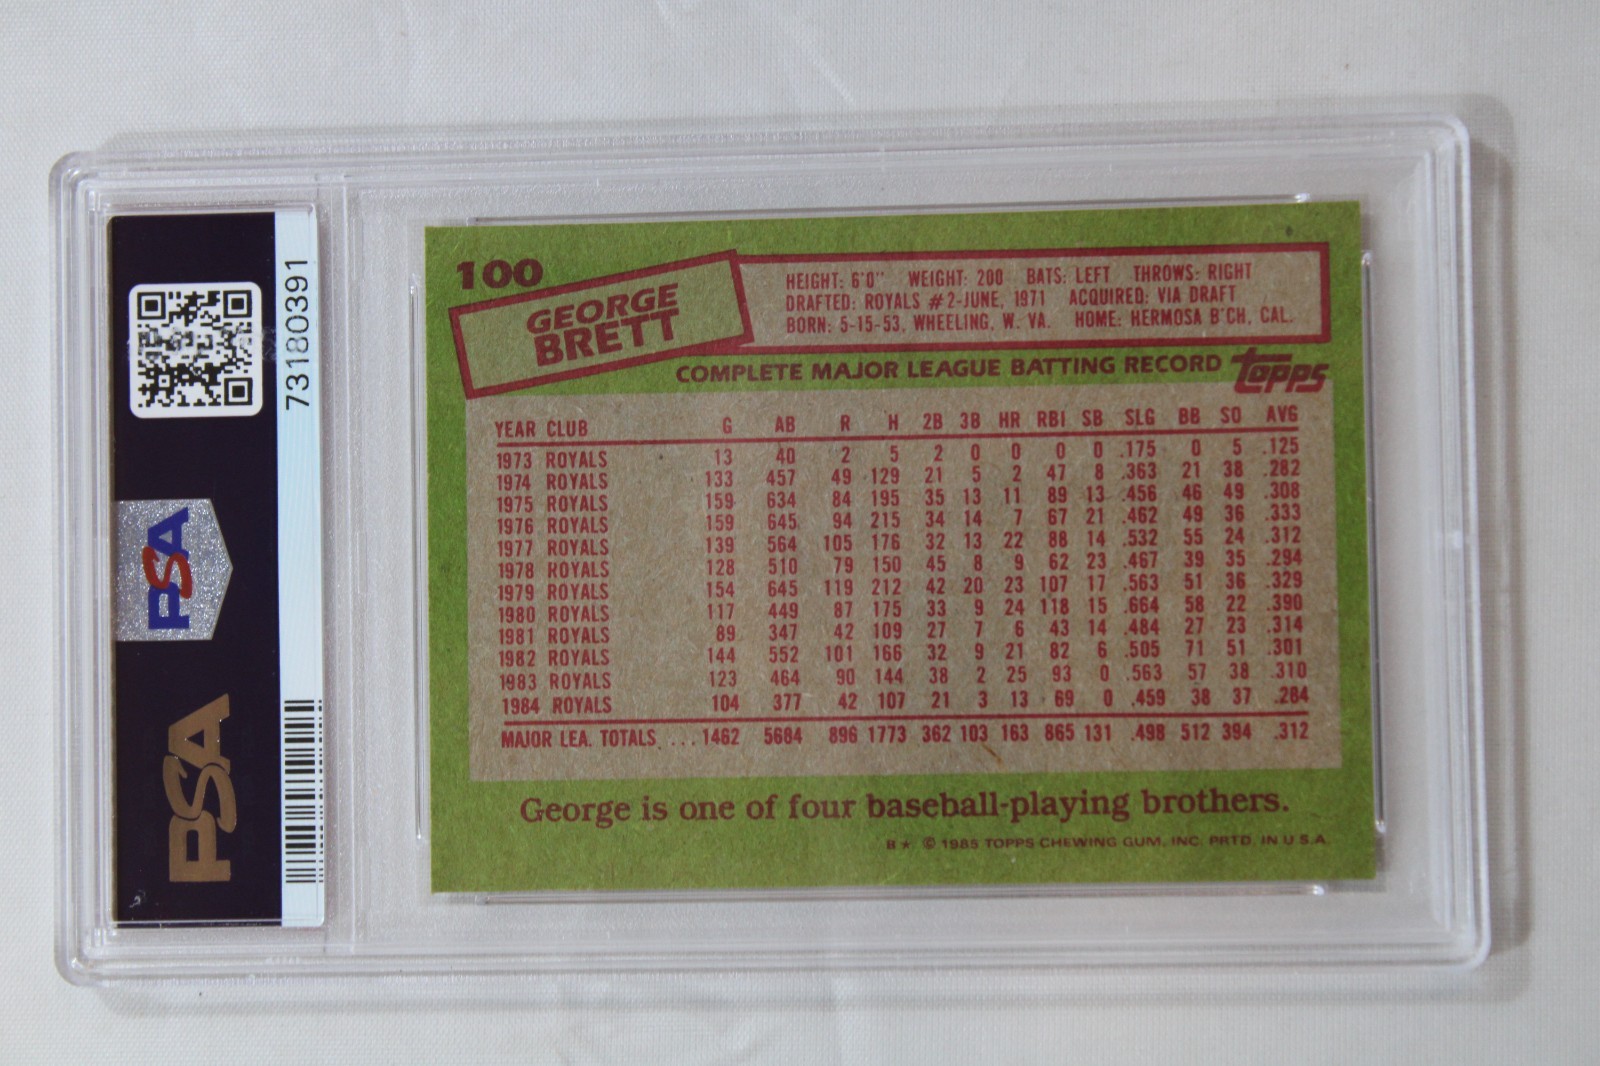 100
GEORGE
BRETT
HEIGHT: 6'0" WEIGHT: 200 BATS: LEFT THROWS: RIGHT
DRAFTED: ROYALS #2-JUNE, 1971 ACQUIRED: VIA DRAFT
BORN: 5-15-53, WHEELING, W. VA. HOME: HERMOSA B'CH, CAL.
COMPLETE MAJOR LEAGUE BATTING RECORD topps
YEAR CLUB G AB R H 2B 3B HR RBI SB SLG BB SO AVG
1973 ROYALS 13 40 2 5 2 0 0 0 0 .175 0 5 .125
1974 ROYALS 133 457 49 129 21 5 2 47 8 .363 21 38 .282
1975 ROYALS 159 634 84 195 35 13 11 89 13 .456 46 49 .308
1976 ROYALS 159 645 94 215 34 14 7 67 21 .462 49 36 .333
1977 ROYALS 139 564 105 176 32 13 22 88 14 .532 55 24 .312
1978 ROYALS 128 510 79 150 45 8 9 62 23 .467 39 35 .294
1979 ROYALS 154 645 119 212 42 20 23 107 17 .563 51 36 .329
1980 ROYALS 117 449 87 175 33 9 24 118 15 .664 58 22 .390
1981 ROYALS 89 347 42 109 27 7 6 43 14 .484 27 23 .314
1982 ROYALS 144 552 101 166 32 9 21 82 6 .505 71 51 .301
1983 ROYALS 123 464 90 144 38 2 25 93 0 .563 57 38 .310
1984 ROYALS 104 377 42 107 21 3 13 69 0 .459 38 37 .284
MAJOR LEA. TOTALS ... 1462 5684 896 1773 362 103 163 865 131 .498 512 394 .312
George is one of four baseball-playing brothers.
B★ © 1985 TOPPS CHEWING GUM, INC. PRTD. IN U.S.A.
73180391
PSA
PSA